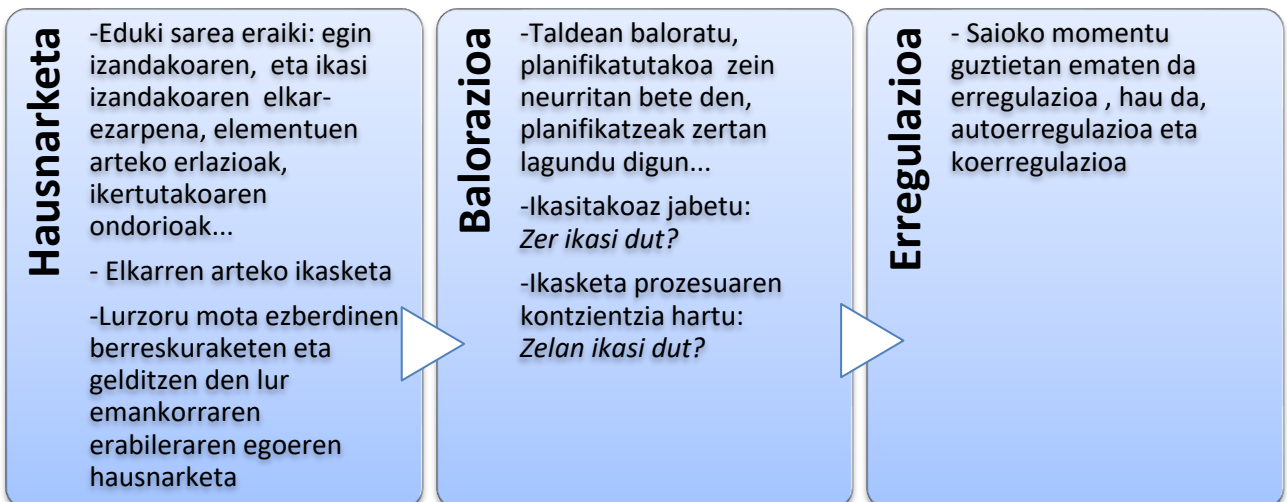 Hausnarketa
-Eduki sarea eraiki: egin
izandakoaren, eta ikasi
izandakoaren elkar-
ezarpena, elementuen
arteko erlazioak,
ikertutakoaren
ondorioak...
- Elkarren arteko ikasketa
-Lurzoru mota ezberdinen
berreskuraketen eta
gelditzen den lur
emankorraren
erabileraren egoeren
hausnarketa
Balorazioa
-Taldean baloratu,
planifikatutakoa zein
neurritan bete den,
planifikatzeak zertan
lagundu digun...
-Ikasitakoaz jabetu:
Zer ikasi dut?
-Ikasketa prozesuaren
kontzientzia hartu:
Zelan ikasi dut?
Erregulazioa
- Saioko momentu
guztietan ematen da
erregulazioa , hau da,
autoerregulazioa eta
koerregulazioa